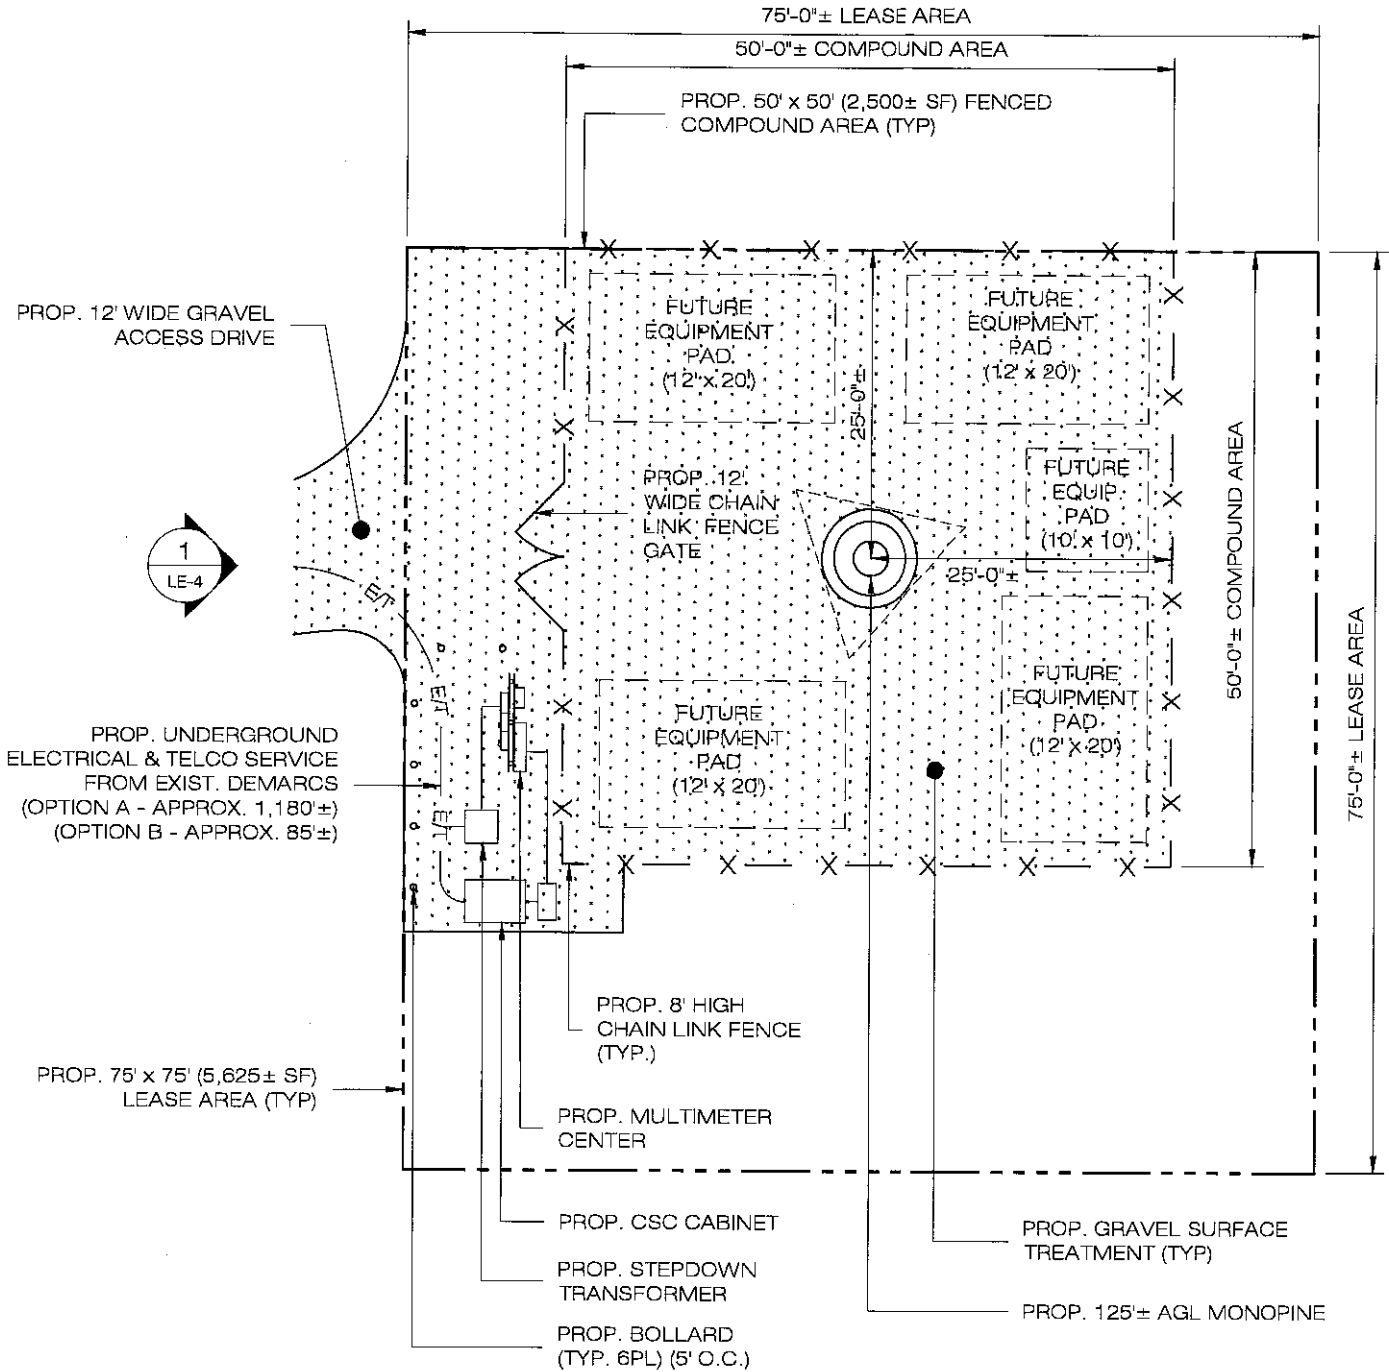 75'-0"± LEASE AREA
50'-0"± COMPOUND AREA
PROP. 50' x 50' (2,500± SF) FENCED
COMPOUND AREA (TYP)
PROP. 12' WIDE GRAVEL
ACCESS DRIVE
FUTURE
EQUIPMENT
PAD
(12' x 20')
FUTURE
EQUIPMENT
PAD
(12' x 20')
25'-0"±
PROP. 12'
WIDE CHAIN
LINK FENCE
GATE
FUTURE
EQUIP.
PAD
(10' x 10')
25'-0"±
50'-0"± COMPOUND AREA
75'-0"± LEASE AREA
1
LE-4
E/T
E/T
E/T
PROP. UNDERGROUND
ELECTRICAL & TELCO SERVICE
FROM EXIST. DEMARCS
(OPTION A - APPROX. 1,180'±)
(OPTION B - APPROX. 85'±)
FUTURE
EQUIPMENT
PAD
(12' x 20')
FUTURE
EQUIPMENT
PAD
(12' x 20')
PROP. 8' HIGH
CHAIN LINK FENCE
(TYP.)
PROP. 75' x 75' (5,625± SF)
LEASE AREA (TYP)
PROP. MULTIMETER
CENTER
PROP. CSC CABINET
PROP. STEPDOWN
TRANSFORMER
PROP. BOLLARD
(TYP. 6PL) (5' O.C.)
PROP. GRAVEL SURFACE
TREATMENT (TYP)
PROP. 125'± AGL MONOPINE